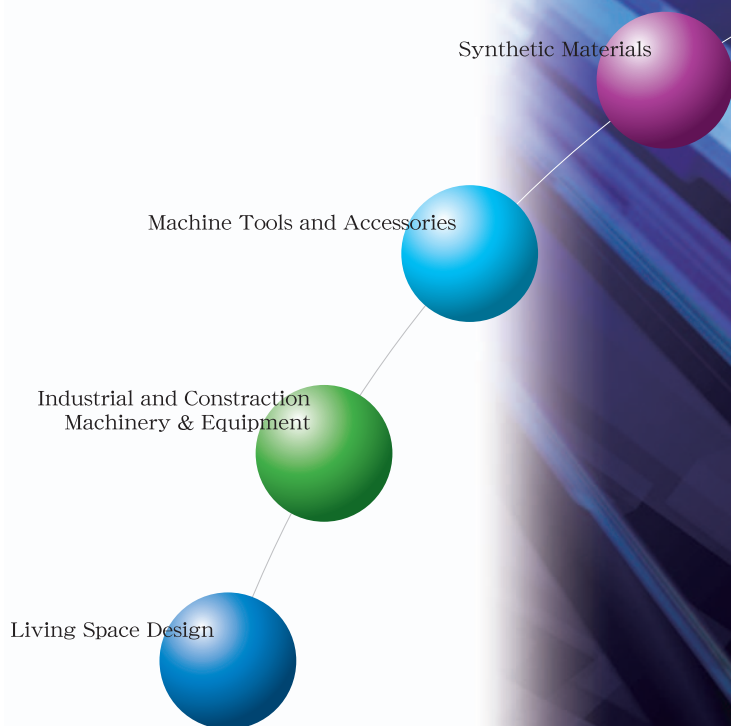 Synthetic Materials
Machine Tools and Accessories
Industrial and Constraction
Machinery & Equipment
Living Space Design